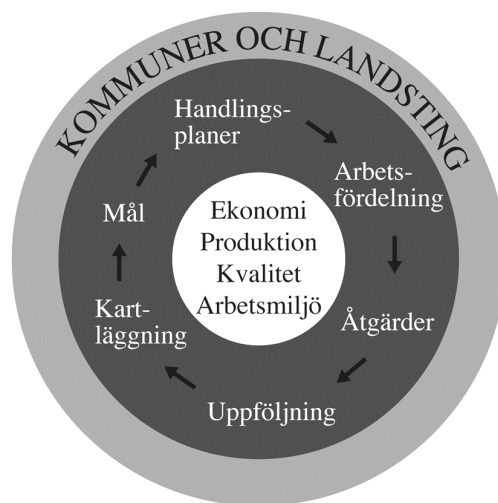 KOMMUNER OCH LANDSTING
Handlings-
planer
Arbets-
fördelning
Åtgärder
Uppföljning
Kart-
läggning
Mål
Ekonomi
Produktion
Kvalitet
Arbetsmiljö